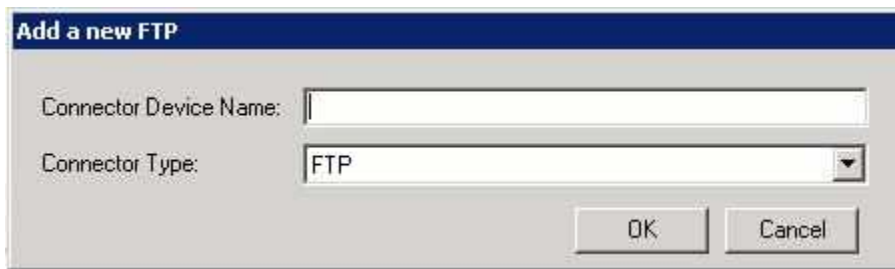 Add a new FTP
Connector Device Name:
Connector Type: FTP
OK Cancel